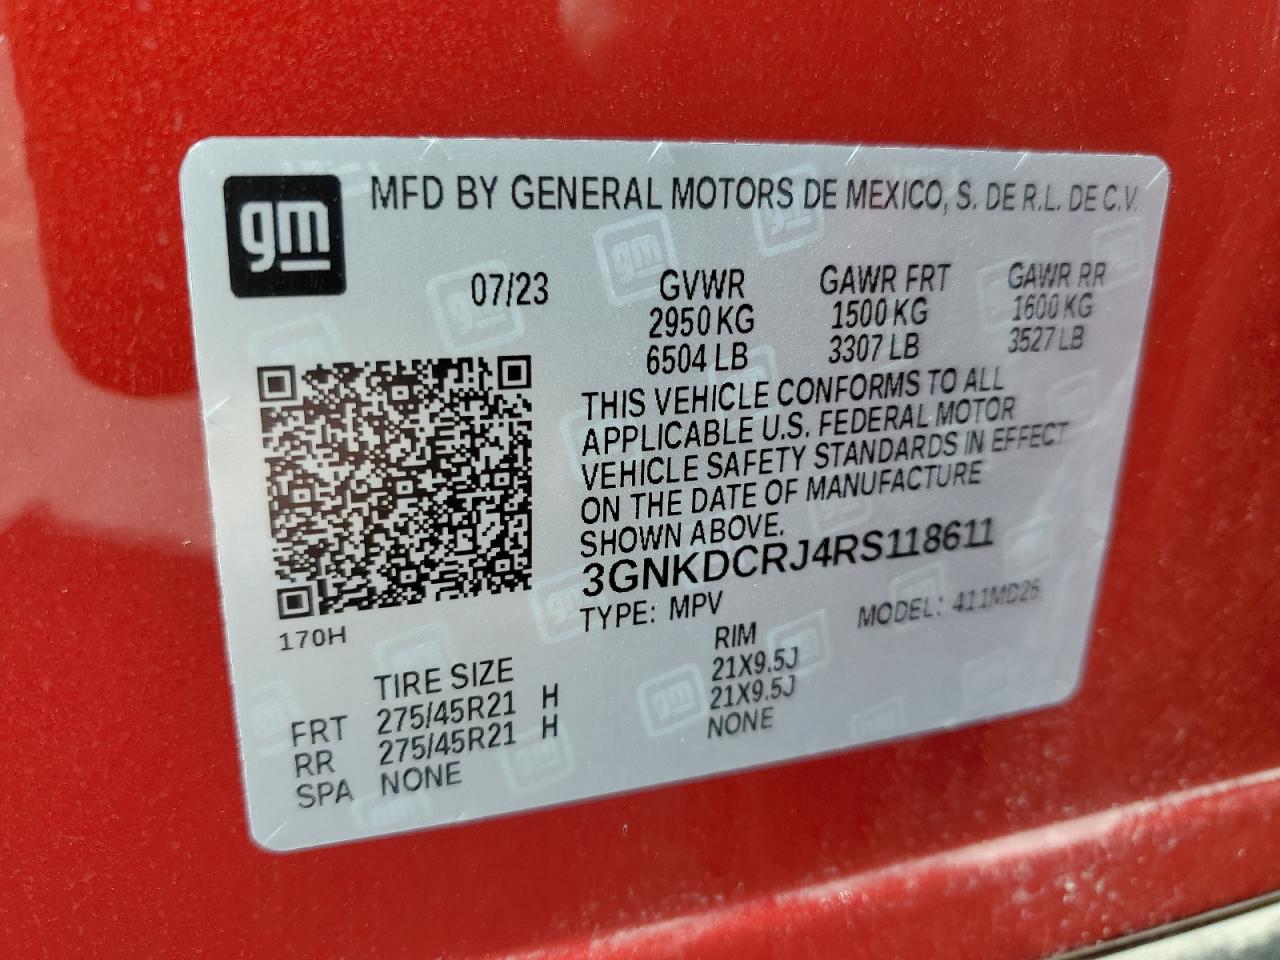 gm
MFD BY GENERAL MOTORS DE MEXICO, S. DE R.L. DE C.V.
07/23
GVWR GAWR FRT GAWR RR
2950 KG 1500 KG 1600 KG
6504 LB 3307 LB 3527 LB
THIS VEHICLE CONFORMS TO ALL
APPLICABLE U.S. FEDERAL MOTOR
VEHICLE SAFETY STANDARDS IN EFFECT
ON THE DATE OF MANUFACTURE
SHOWN ABOVE.
3GNKDCRJ4RS118611
TYPE: MPV MODEL: 411MD26
170H
TIRE SIZE RIM
FRT 275/45R21 H 21X9.5J
RR 275/45R21 H 21X9.5J
SPA NONE NONE